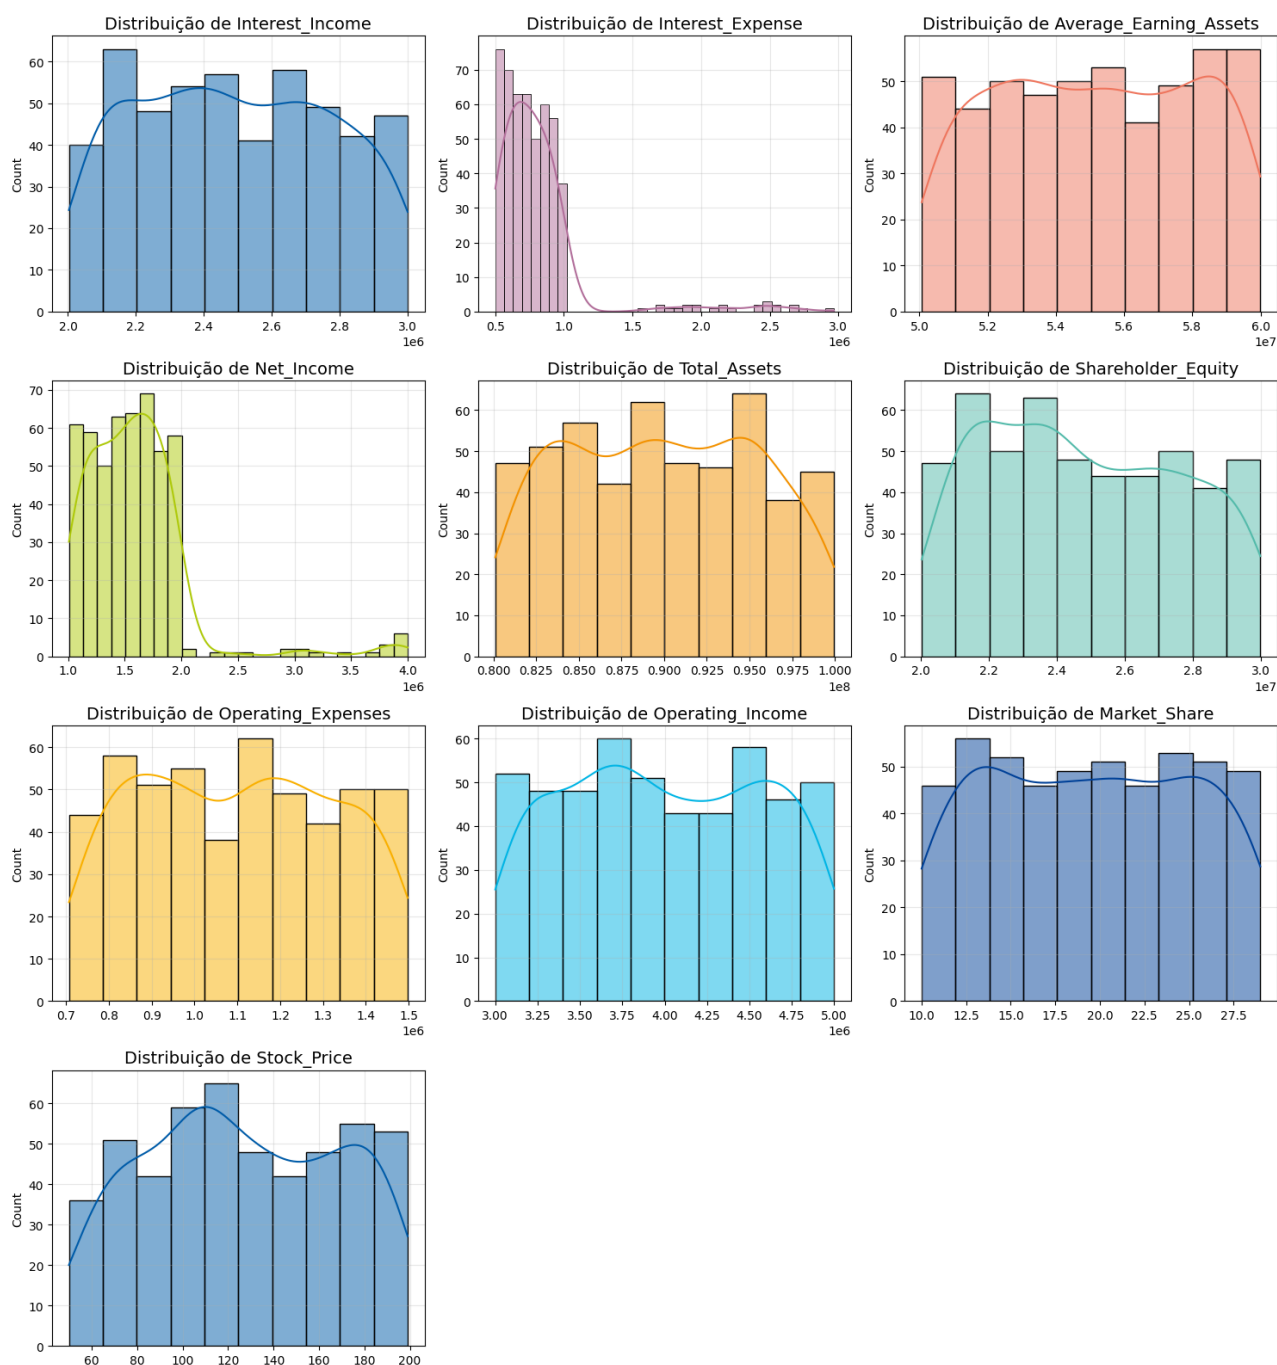 Distribuição de Interest_Income
Count
60
50
40
30
20
10
0
2.0 2.2 2.4 2.6 2.8 3.0
1e6
Distribuição de Interest_Expense
Count
70
60
50
40
30
20
10
0
0.5 1.0 1.5 2.0 2.5 3.0
1e6
Distribuição de Average_Earning_Assets
Count
50
40
30
20
10
0
5.0 5.2 5.4 5.6 5.8 6.0
1e7
Distribuição de Net_Income
Count
70
60
50
40
30
20
10
0
1.0 1.5 2.0 2.5 3.0 3.5 4.0
1e6
Distribuição de Total_Assets
Count
60
50
40
30
20
10
0
0.800 0.825 0.850 0.875 0.900 0.925 0.950 0.975 1.000
1e8
Distribuição de Shareholder_Equity
Count
60
50
40
30
20
10
0
2.0 2.2 2.4 2.6 2.8 3.0
1e7
Distribuição de Operating_Expenses
Count
60
50
40
30
20
10
0
0.7 0.8 0.9 1.0 1.1 1.2 1.3 1.4 1.5
1e6
Distribuição de Operating_Income
Count
60
50
40
30
20
10
0
3.00 3.25 3.50 3.75 4.00 4.25 4.50 4.75 5.00
1e6
Distribuição de Market_Share
Count
50
40
30
20
10
0
10.0 12.5 15.0 17.5 20.0 22.5 25.0 27.5
Distribuição de Stock_Price
Count
60
50
40
30
20
10
0
60 80 100 120 140 160 180 200